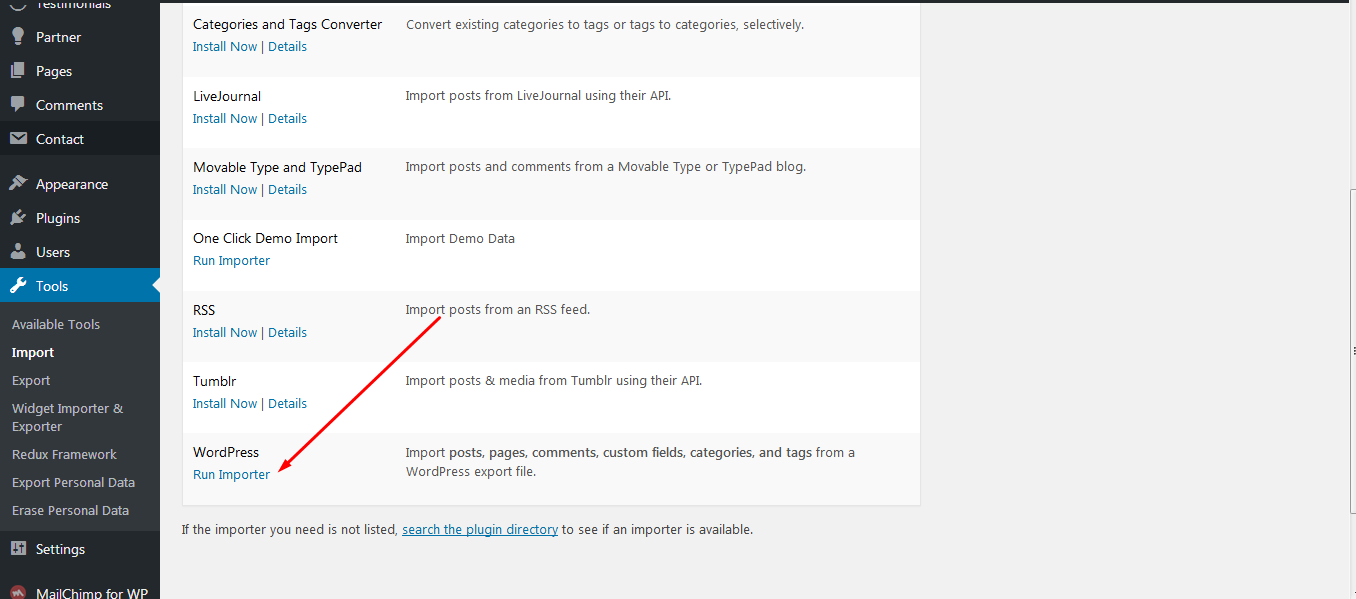 Testimonials
Partner
Pages
Comments
Contact
Appearance
Plugins
Users
Tools
Available Tools
Import
Export
Widget Importer &
Exporter
Redux Framework
Export Personal Data
Erase Personal Data
Settings
MailChimp for WP
Categories and Tags Converter
Install Now | Details
Convert existing categories to tags or tags to categories, selectively.
LiveJournal
Install Now | Details
Import posts from LiveJournal using their API.
Movable Type and TypePad
Install Now | Details
Import posts and comments from a Movable Type or TypePad blog.
One Click Demo Import
Run Importer
Import Demo Data
RSS
Install Now | Details
Import posts from an RSS feed.
Tumblr
Install Now | Details
Import posts & media from Tumblr using their API.
WordPress
Run Importer
Import posts, pages, comments, custom fields, categories, and tags from a
WordPress export file.
If the importer you need is not listed, search the plugin directory to see if an importer is available.